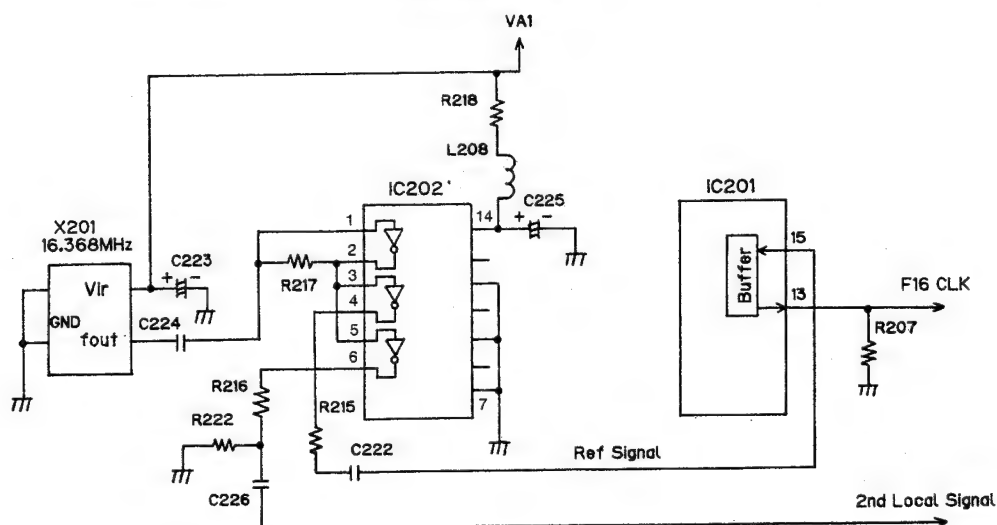 VA1
R218
L208
IC202'
C225
IC201
X201
16.368MHz
1
14
+ -
C223
+ -
2
15
Vir
R217
3
Buffer
F16 CLK
GND
C224
4
13
fout
5
R207
6
R216
R215
7
R222
C222
Ref Signal
C226
2nd Local Signal